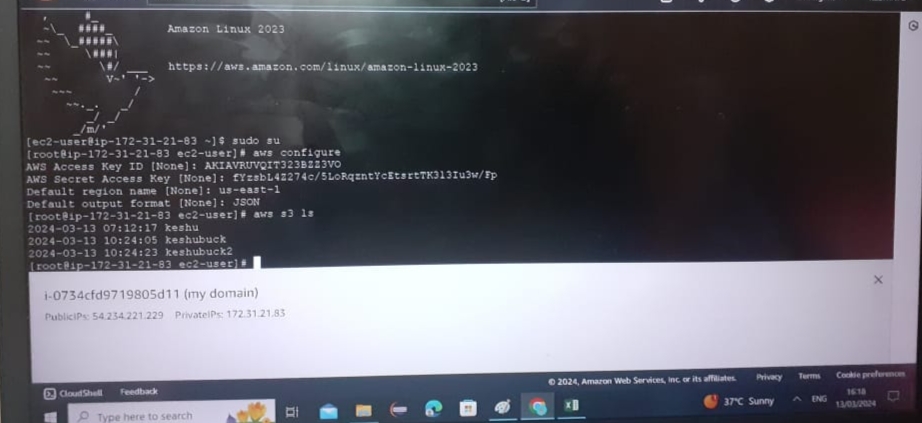 Amazon Linux 2023
https://aws.amazon.com/linux/amazon-linux-2023
[ec2-user@ip-172-31-21-83 ~]$ sudo su
[root@ip-172-31-21-83 ec2-user]# aws configure
AWS Access Key ID [None]:
AWS Secret Access Key [None]:
Default region name [None]: us-east-1
Default output format [None]: JSON
[root@ip-172-31-21-83 ec2-user]# aws s3 ls
2024-03-13 07:12:17 keshu
2024-03-13 10:24:05 keshubuck
2024-03-13 10:24:23 keshubuck2
[root@ip-172-31-21-83 ec2-user]#
i-0734cfd9719805d11 (my domain)
PublicIPs: 54.234.221.229 PrivateIPs: 172.31.21.83
CloudShell Feedback © 2024, Amazon Web Services, Inc. or its affiliates. Privacy Terms Cookie preferences
Type here to search 37°C Sunny ENG 16:18
13/03/2024